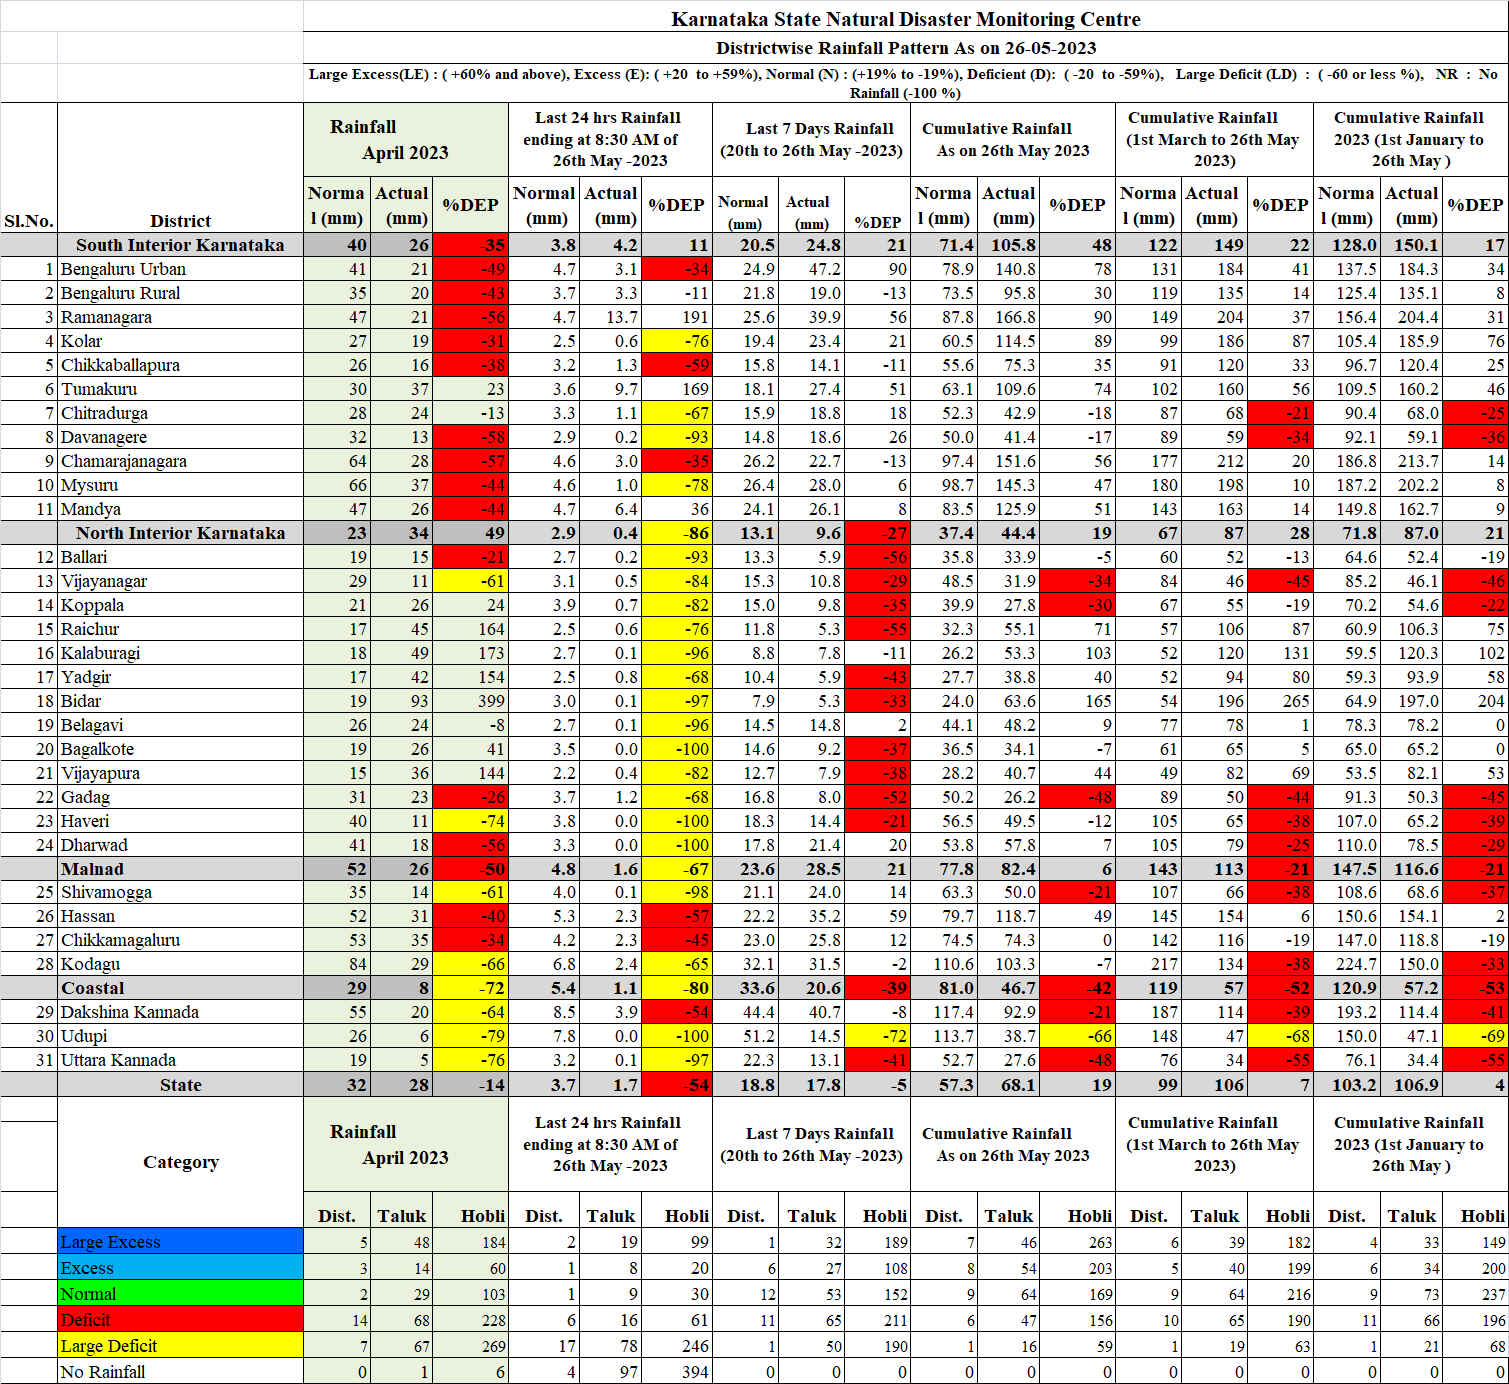 Karnataka State Natural Disaster Monitoring Centre
Districtwise Rainfall Pattern As on 26-05-2023
Large Excess(LE) : ( +60% and above), Excess (E): ( +20 to +59%), Normal (N) : (+19% to -19%), Deficient (D): ( -20 to -59%), Large Deficit (LD) : ( -60 or less %), NR : No
Rainfall (-100 %)
Sl.No. District Rainfall April 2023 Last 24 hrs Rainfall ending at 8:30 AM of 26th May -2023 Last 7 Days Rainfall (20th to 26th May -2023) Cumulative Rainfall As on 26th May 2023 Cumulative Rainfall (1st March to 26th May 2023) Cumulative Rainfall 2023 (1st January to 26th May )
Normal (mm) Actual (mm) %DEP Normal (mm) Actual (mm) %DEP Normal (mm) Actual (mm) %DEP Normal (mm) Actual (mm) %DEP Normal (mm) Actual (mm) %DEP Normal (mm) Actual (mm) %DEP
South Interior Karnataka 40 26 -35 3.8 4.2 11 20.5 24.8 21 71.4 105.8 48 122 149 22 128.0 150.1 17
1 Bengaluru Urban 41 21 -49 4.7 3.1 -34 24.9 47.2 90 78.9 140.8 78 131 184 41 137.5 184.3 34
2 Bengaluru Rural 35 20 -43 3.7 3.3 -11 21.8 19.0 -13 73.5 95.8 30 119 135 14 125.4 135.1 8
3 Ramanagara 47 21 -56 4.7 13.7 191 25.6 39.9 56 87.8 166.8 90 149 204 37 156.4 204.4 31
4 Kolar 27 19 -31 2.5 0.6 -76 19.4 23.4 21 60.5 114.5 89 99 186 87 105.4 185.9 76
5 Chikkaballapura 26 16 -38 3.2 1.3 -59 15.8 14.1 -11 55.6 75.3 35 91 120 33 96.7 120.4 25
6 Tumakuru 30 37 23 3.6 9.7 169 18.1 27.4 51 63.1 109.6 74 102 160 56 109.5 160.2 46
7 Chitradurga 28 24 -13 3.3 1.1 -67 15.9 18.8 18 52.3 42.9 -18 87 68 -21 90.4 68.0 -25
8 Davanagere 32 13 -58 2.9 0.2 -93 14.8 18.6 26 50.0 41.4 -17 89 59 -34 92.1 59.1 -36
9 Chamarajanagara 64 28 -57 4.6 3.0 -35 26.2 22.7 -13 97.4 151.6 56 177 212 20 186.8 213.7 14
10 Mysuru 66 37 -44 4.6 1.0 -78 26.4 28.0 6 98.7 145.3 47 180 198 10 187.2 202.2 8
11 Mandya 47 26 -44 4.7 6.4 36 24.1 26.1 8 83.5 125.9 51 143 163 14 149.8 162.7 9
North Interior Karnataka 23 34 49 2.9 0.4 -86 13.1 9.6 -27 37.4 44.4 19 67 87 28 71.8 87.0 21
12 Ballari 19 15 -21 2.7 0.2 -93 13.3 5.9 -56 35.8 33.9 -5 60 52 -13 64.6 52.4 -19
13 Vijayanagar 29 11 -61 3.1 0.5 -84 15.3 10.8 -29 48.5 31.9 -34 84 46 -45 85.2 46.1 -46
14 Koppala 21 26 24 3.9 0.7 -82 15.0 9.8 -35 39.9 27.8 -30 67 55 -19 70.2 54.6 -22
15 Raichur 17 45 164 2.5 0.6 -76 11.8 5.3 -55 32.3 55.1 71 57 106 87 60.9 106.3 75
16 Kalaburagi 18 49 173 2.7 0.1 -96 8.8 7.8 -11 26.2 53.3 103 52 120 131 59.5 120.3 102
17 Yadgir 17 42 154 2.5 0.8 -68 10.4 5.9 -43 27.7 38.8 40 52 94 80 59.3 93.9 58
18 Bidar 19 93 399 3.0 0.1 -97 7.9 5.3 -33 24.0 63.6 165 54 196 265 64.9 197.0 204
19 Belagavi 26 24 -8 2.7 0.1 -96 14.5 14.8 2 44.1 48.2 9 77 78 1 78.3 78.2 0
20 Bagalkote 19 26 41 3.5 0.0 -100 14.6 9.2 -37 36.5 34.1 -7 61 65 5 65.0 65.2 0
21 Vijayapura 15 36 144 2.2 0.4 -82 12.7 7.9 -38 28.2 40.7 44 49 82 69 53.5 82.1 53
22 Gadag 31 23 -26 3.7 1.2 -68 16.8 8.0 -52 50.2 26.2 -48 89 50 -44 91.3 50.3 -45
23 Haveri 40 11 -74 3.8 0.0 -100 18.3 14.4 -21 56.5 49.5 -12 105 65 -38 107.0 65.2 -39
24 Dharwad 41 18 -56 3.3 0.0 -100 17.8 21.4 20 53.8 57.8 7 105 79 -25 110.0 78.5 -29
Malnad 52 26 -50 4.8 1.6 -67 23.6 28.5 21 77.8 82.4 6 143 113 -21 147.5 116.6 -21
25 Shivamogga 35 14 -61 4.0 0.1 -98 21.1 24.0 14 63.3 50.0 -21 107 66 -38 108.6 68.6 -37
26 Hassan 52 31 -40 5.3 2.3 -57 22.2 35.2 59 79.7 118.7 49 145 154 6 150.6 154.1 2
27 Chikkamagaluru 53 35 -34 4.2 2.3 -45 23.0 25.8 12 74.5 74.3 0 142 116 -19 147.0 118.8 -19
28 Kodagu 84 29 -66 6.8 2.4 -65 32.1 31.5 -2 110.6 103.3 -7 217 134 -38 224.7 150.0 -33
Coastal 29 8 -72 5.4 1.1 -80 33.6 20.6 -39 81.0 46.7 -42 119 57 -52 120.9 57.2 -53
29 Dakshina Kannada 55 20 -64 8.5 3.9 -54 44.4 40.7 -8 117.4 92.9 -21 187 114 -39 193.2 114.4 -41
30 Udupi 26 6 -79 7.8 0.0 -100 51.2 14.5 -72 113.7 38.7 -66 148 47 -68 150.0 47.1 -69
31 Uttara Kannada 19 5 -76 3.2 0.1 -97 22.3 13.1 -41 52.7 27.6 -48 76 34 -55 76.1 34.4 -55
State 32 28 -14 3.7 1.7 -54 18.8 17.8 -5 57.3 68.1 19 99 106 7 103.2 106.9 4
Category Rainfall April 2023 Last 24 hrs Rainfall ending at 8:30 AM of 26th May -2023 Last 7 Days Rainfall (20th to 26th May -2023) Cumulative Rainfall As on 26th May 2023 Cumulative Rainfall (1st March to 26th May 2023) Cumulative Rainfall 2023 (1st January to 26th May )
Dist. Taluk Hobli Dist. Taluk Hobli Dist. Taluk Hobli Dist. Taluk Hobli Dist. Taluk Hobli Dist. Taluk Hobli
Large Excess 5 48 184 2 19 99 1 32 189 7 46 263 6 39 182 4 33 149
Excess 3 14 60 1 8 20 6 27 108 8 54 203 5 40 199 6 34 200
Normal 2 29 103 1 9 30 12 53 152 9 64 169 9 64 216 9 73 237
Deficit 14 68 228 6 16 61 11 65 211 6 47 156 10 65 190 11 66 196
Large Deficit 7 67 269 17 78 246 1 50 190 1 16 59 1 19 63 1 21 68
No Rainfall 0 1 6 4 97 394 0 0 0 0 0 0 0 0 0 0 0 0